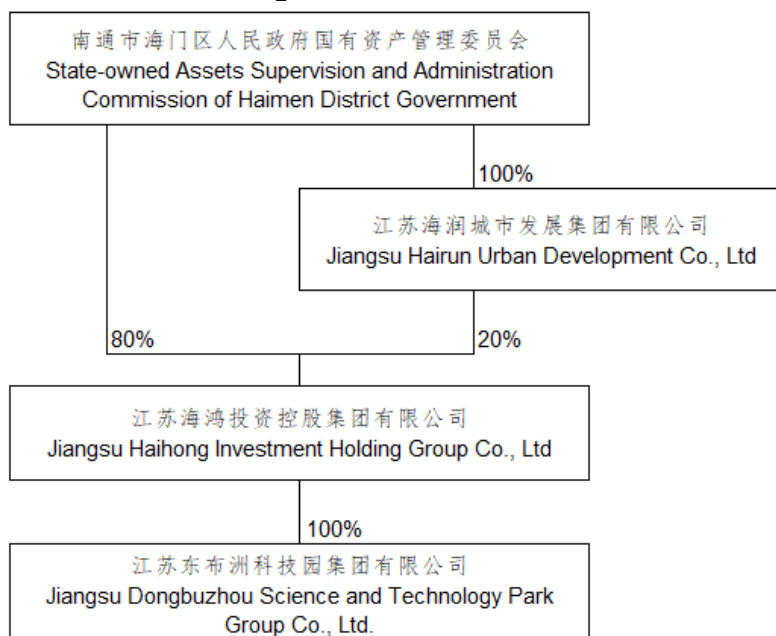 南通市海门区人民政府国有资产管理委员会
State-owned Assets Supervision and Administration
Commission of Haimen District Government
100%
江苏海润城市发展集团有限公司
Jiangsu Hairun Urban Development Co., Ltd
80%
20%
江苏海鸿投资控股集团有限公司
Jiangsu Haihong Investment Holding Group Co., Ltd
100%
江苏东布洲科技园集团有限公司
Jiangsu Dongbuzhou Science and Technology Park
Group Co., Ltd.